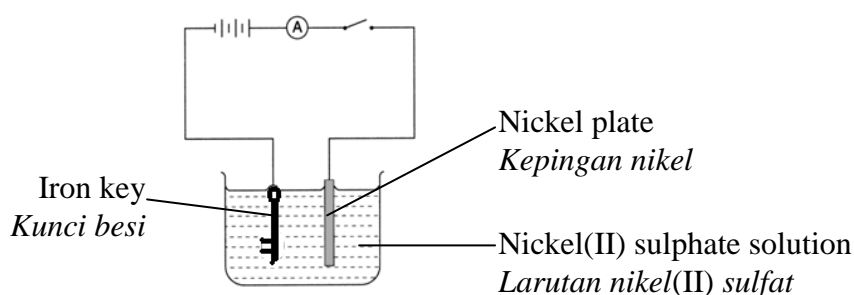 A
Nickel plate
Kepingan nikel
Iron key
Kunci besi
Nickel(II) sulphate solution
Larutan nikel(II) sulfat